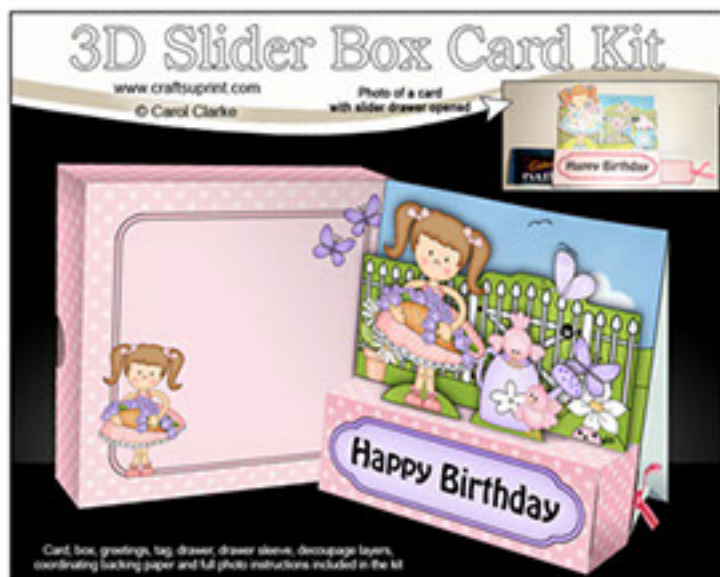 3D Slider Box Card Kit
www.craftsuprint.com
© Carol Clarke
Photo of a card
with slider drawer opened
Happy Birthday
Happy Birthday
Card, box, greetings, tag, drawer, drawer sleeve, decoupage layers,
coordinating backing paper and full photo instructions included in the kit